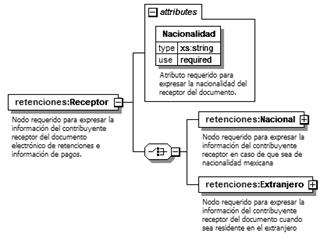 attributes
Nacionalidad
type xs:string
use required
Atributo requerido para
expresar la nacionalidad del
receptor del documento.
retenciones:Receptor
Nodo requerido para expresar la
información del contribuyente
receptor del documento
electrónico de retenciones e
información de pagos.
retenciones:Nacional
Nodo requerido para expresar la
información del contribuyente
receptor en caso de que sea de
nacionalidad mexicana
retenciones:Extranjero
Nodo requerido para expresar la
información del contribuyente
receptor del documento cuando
sea residente en el extranjero